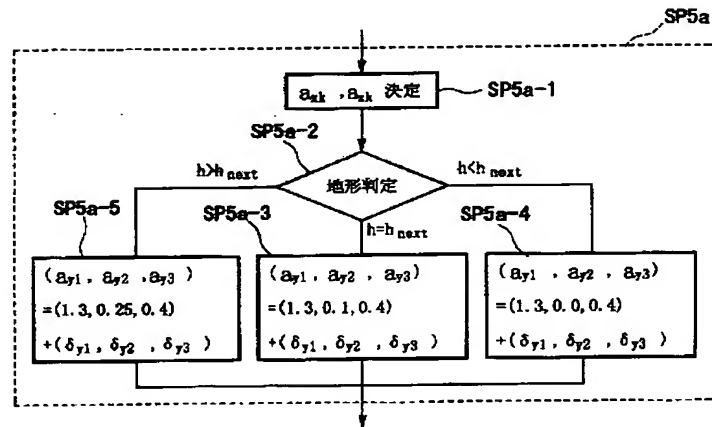 SP5a
a_xk , a_zk 決定
SP5a-1
SP5a-2
地形判定
h>h_next
h<h_next
h=h_next
SP5a-5
SP5a-3
SP5a-4
(a_y1, a_y2 ,a_y3 )
=(1.3,0.25,0.4)
+(δ_y1, δ_y2 , δ_y3 )
(a_y1, a_y2 , a_y3)
=(1.3,0.1,0.4)
+(δ_y1, δ_y2 , δ_y3 )
(a_y1, a_y2 , a_y3)
=(1.3,0.0,0.4)
+(δ_y1, δ_y2 , δ_y3 )